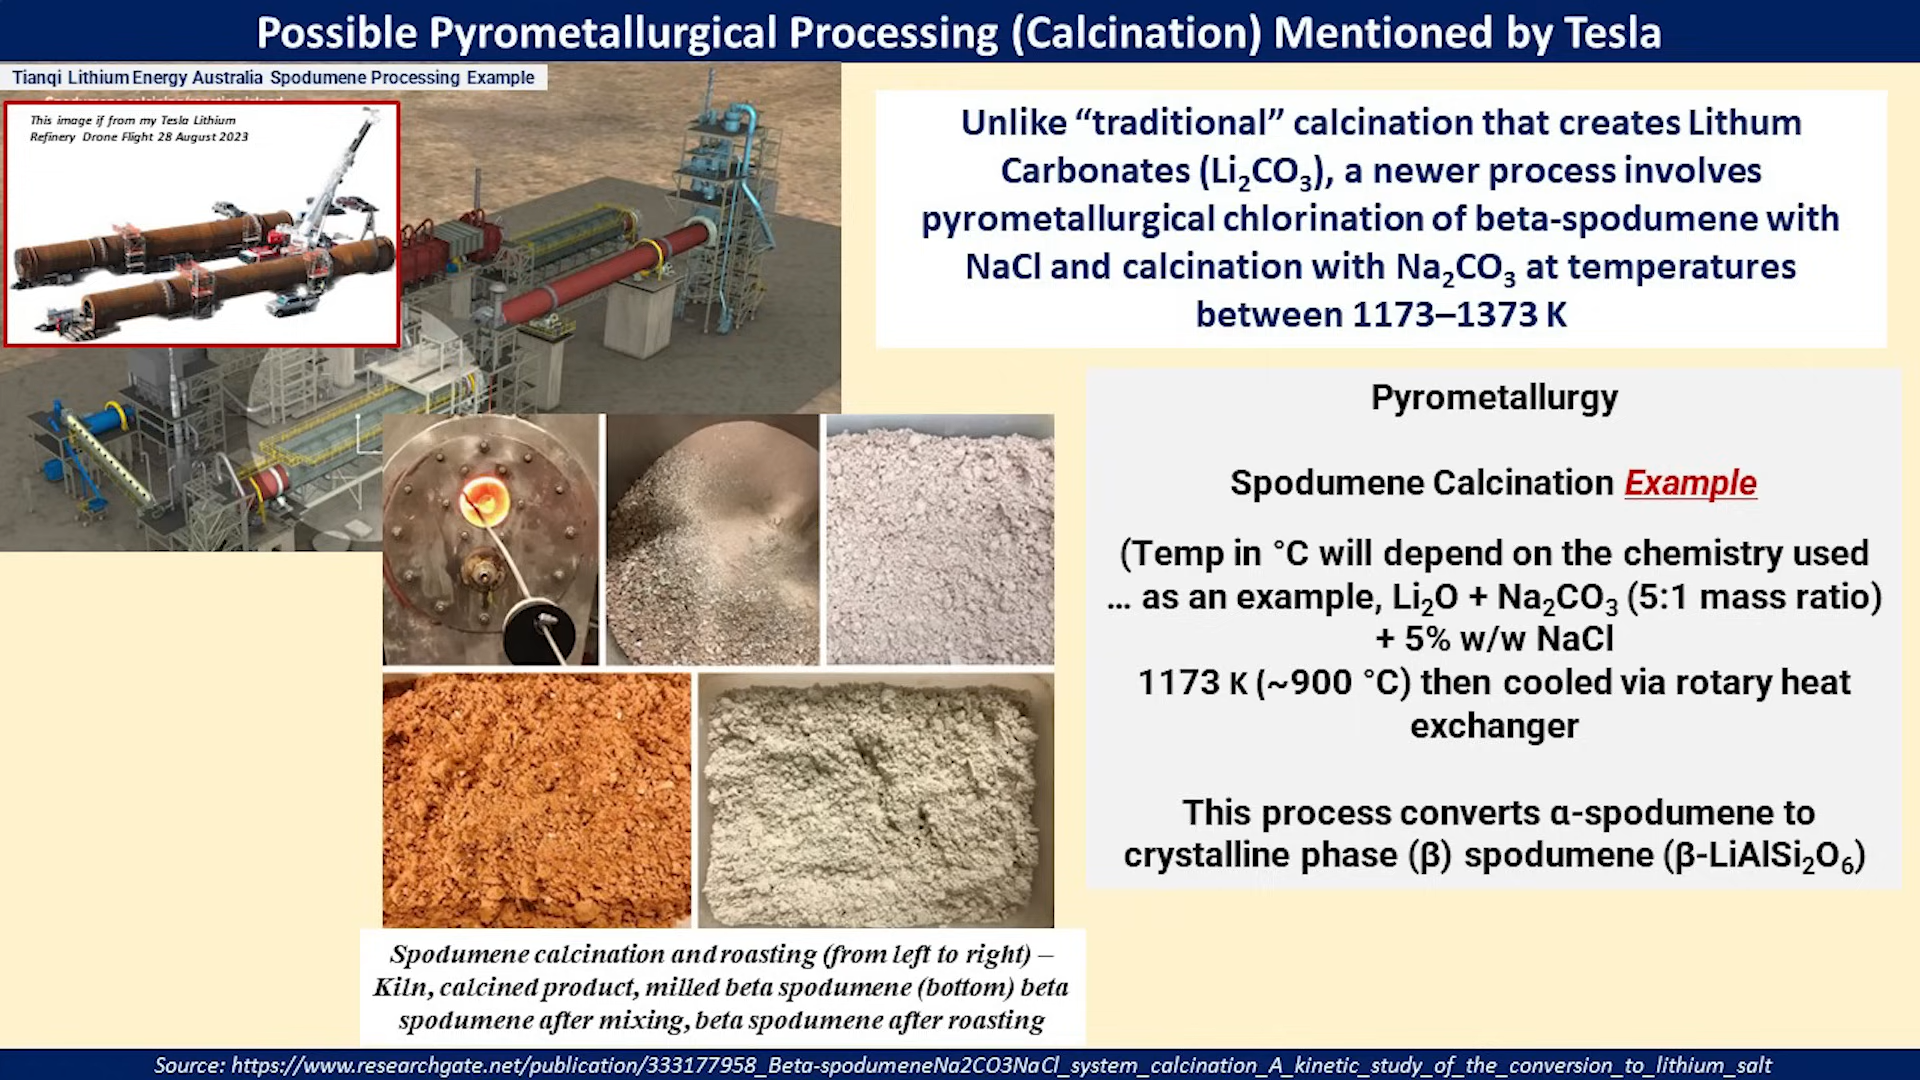 Possible Pyrometallurgical Processing (Calcination) Mentioned by Tesla
Tianqi Lithium Energy Australia Spodumene Processing Example
This image if from my Tesla Lithium
Refinery Drone Flight 28 August 2023
Unlike “traditional” calcination that creates Lithum
Carbonates (Li₂CO₃), a newer process involves
pyrometallurgical chlorination of beta-spodumene with
NaCl and calcination with Na₂CO₃ at temperatures
between 1173–1373 K
Pyrometallurgy
Spodumene Calcination Example
(Temp in °C will depend on the chemistry used
... as an example, Li₂O + Na₂CO₃ (5:1 mass ratio)
+ 5% w/w NaCl
1173 K (~900 °C) then cooled via rotary heat
exchanger
This process converts α-spodumene to
crystalline phase (β) spodumene (β-LiAlSi₂O₆)
Spodumene calcination and roasting (from left to right) –
Kiln, calcined product, milled beta spodumene (bottom) beta
spodumene after mixing, beta spodumene after roasting
Source: https://www.researchgate.net/publication/333177958_Beta-spodumeneNa2CO3NaCl_system_calcination_A_kinetic_study_of_the_conversion_to_lithium_salt